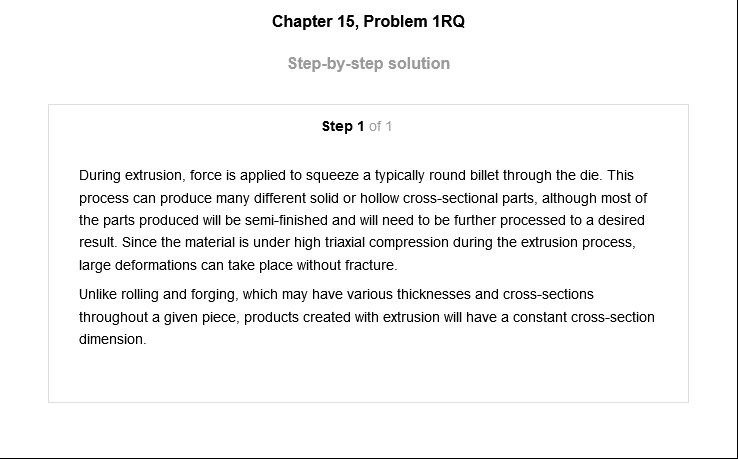 Chapter 15, Problem 1RQ
Step-by-step solution
Step 1 of 1
During extrusion, force is applied to squeeze a typically round billet through the die. This
process can produce many different solid or hollow cross-sectional parts, although most of
the parts produced will be semi-finished and will need to be further processed to a desired
result. Since the material is under high triaxial compression during the extrusion process,
large deformations can take place without fracture.
Unlike rolling and forging, which may have various thicknesses and cross-sections
throughout a given piece, products created with extrusion will have a constant cross-section
dimension.